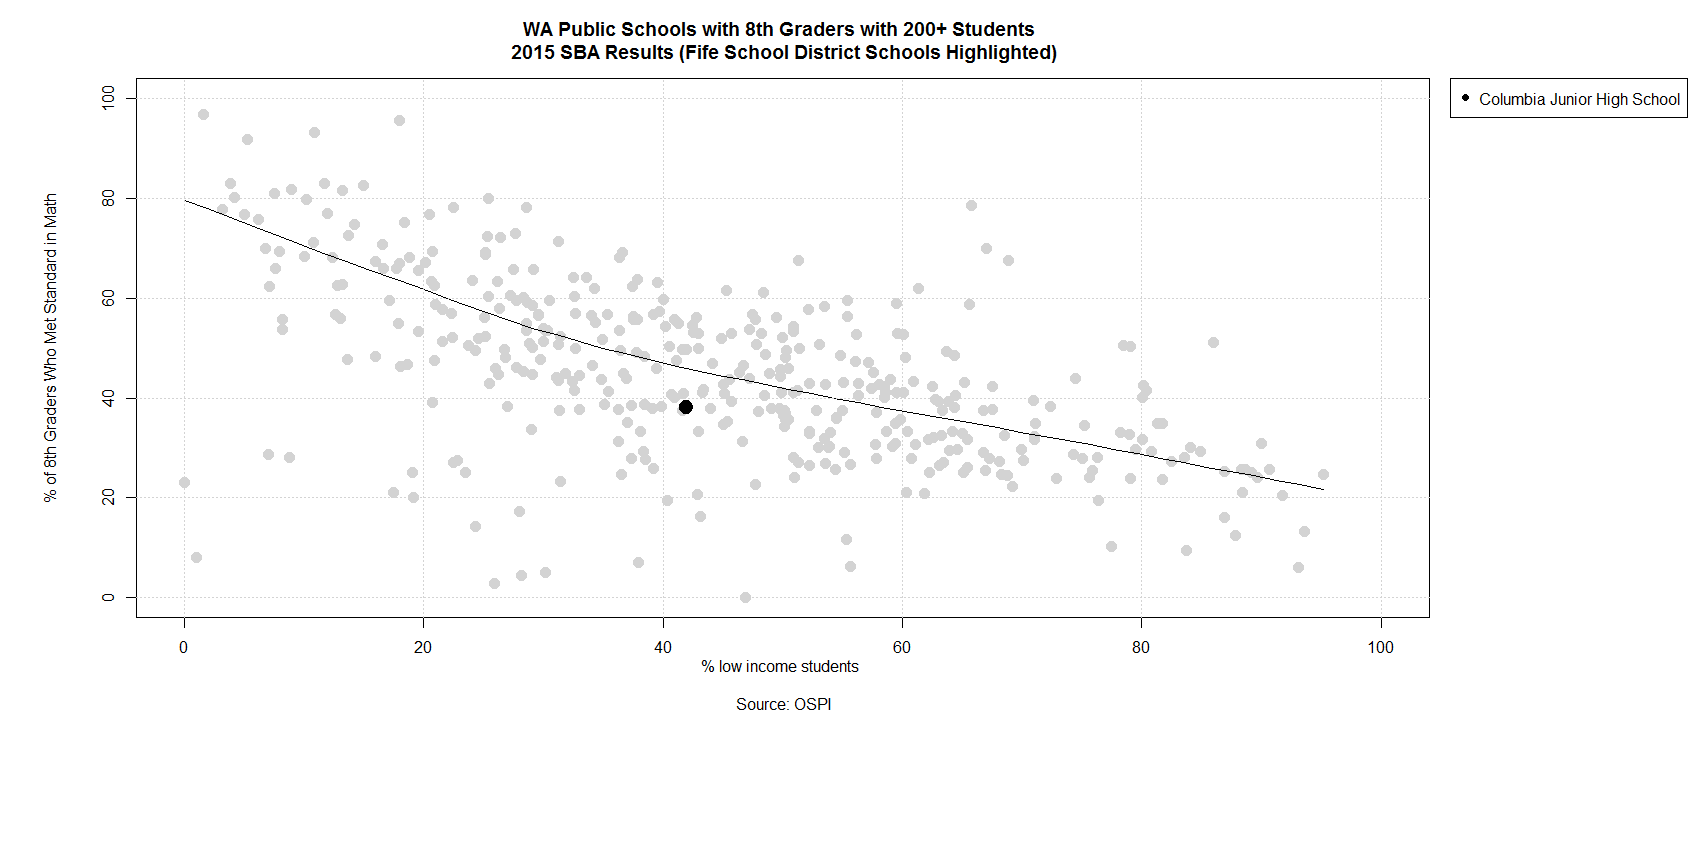 WA Public Schools with 8th Graders with 200+ Students
2015 SBA Results (Fife School District Schools Highlighted)
Columbia Junior High School
% of 8th Graders Who Met Standard in Math
100
80
60
40
20
0
0 20 40 60 80 100
% low income students
Source: OSPI